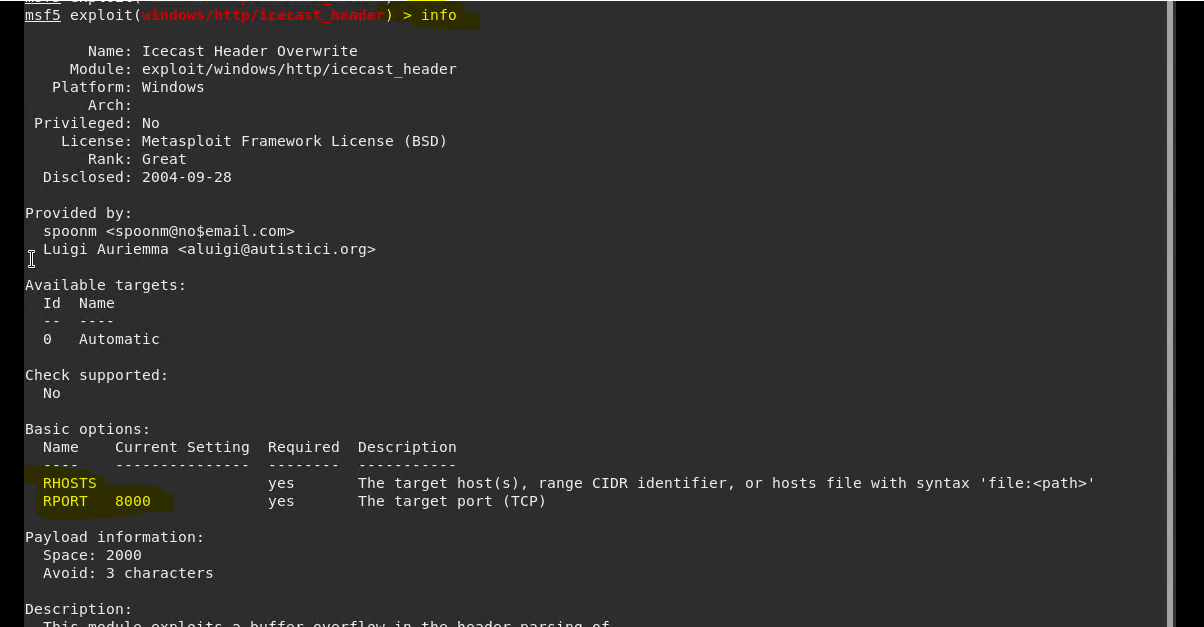 msf5 exploit(windows/http/icecast_header) > info
Name: Icecast Header Overwrite
Module: exploit/windows/http/icecast_header
Platform: Windows
Arch:
Privileged: No
License: Metasploit Framework License (BSD)
Rank: Great
Disclosed: 2004-09-28
Provided by:
spoonm <spoonm@no$email.com>
Luigi Auriemma <aluigi@autistici.org>
Available targets:
Id  Name
--  ----
0   Automatic
Check supported:
No
Basic options:
Name    Current Setting  Required  Description
----    ---------------  --------  -----------
RHOSTS                   yes       The target host(s), range CIDR identifier, or hosts file with syntax 'file:<path>'
RPORT   8000             yes       The target port (TCP)
Payload information:
Space: 2000
Avoid: 3 characters
Description:
This module exploits a buffer overflow in the header parsing of